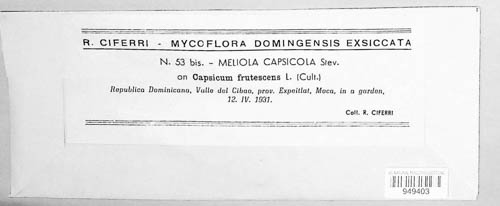 R. CIFERRI - MYCOFLORA DOMINGENSIS EXSICCATA
N. 53 bis. - MELIOLA CAPSICOLA Stev.
on Capsicum frutescens L. (Cult.)
Republica Dominicana, Valle del Cibao, prov. Espeillat, Moca, in a garden,
12. IV. 1931.
Coll. R. CIFERRI
949403